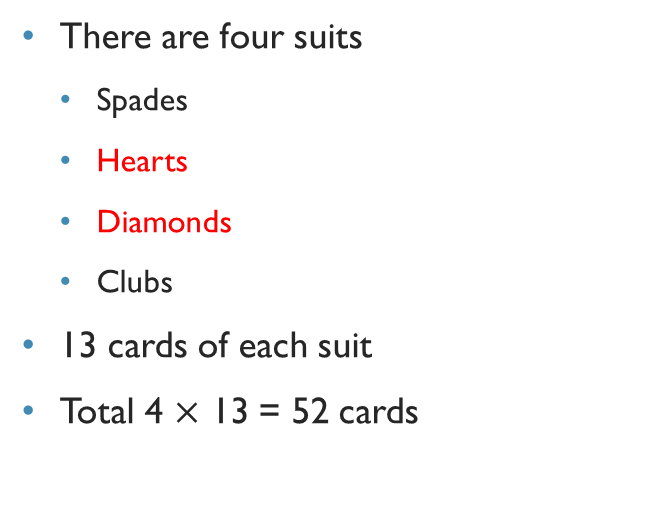 • There are four suits
• Spades
• Hearts
• Diamonds
• Clubs
• 13 cards of each suit
• Total 4 × 13 = 52 cards